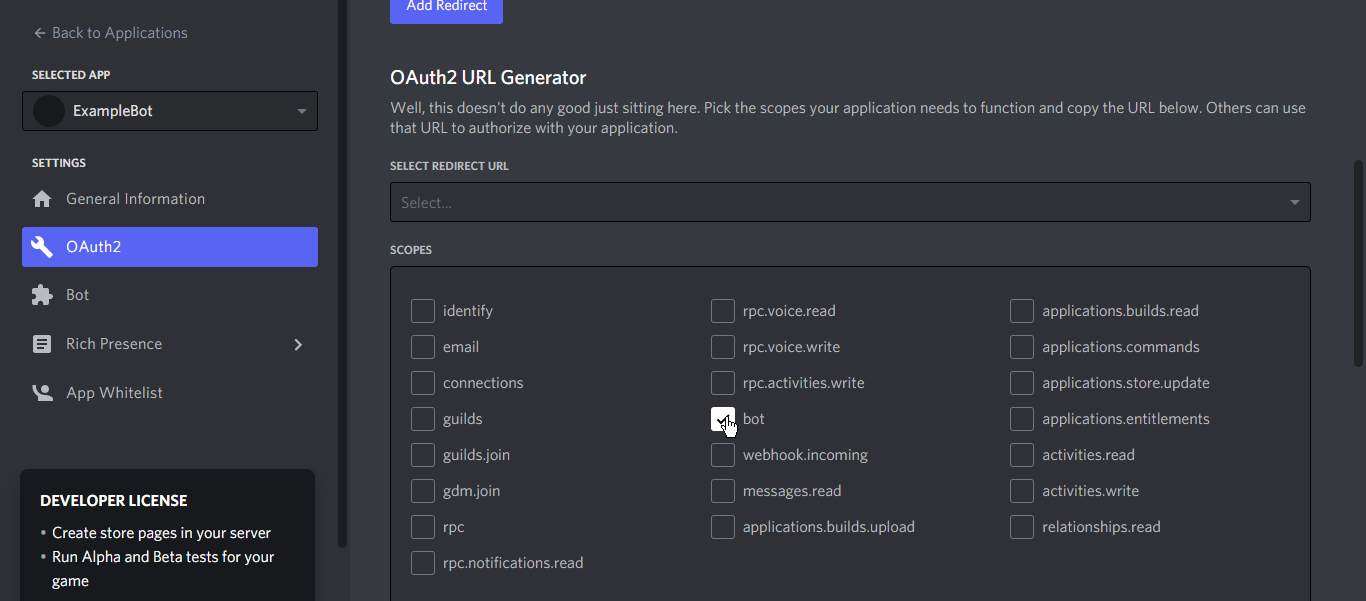 Back to Applications
SELECTED APP
ExampleBot
SETTINGS
General Information
OAuth2
Bot
Rich Presence
App Whitelist
DEVELOPER LICENSE
• Create store pages in your server
• Run Alpha and Beta tests for your
game
Add Redirect
OAuth2 URL Generator
Well, this doesn't do any good just sitting here. Pick the scopes your application needs to function and copy the URL below. Others can use
that URL to authorize with your application.
SELECT REDIRECT URL
Select...
SCOPES
identify
email
connections
guilds
guilds.join
gdm.join
rpc
rpc.notifications.read
rpc.voice.read
rpc.voice.write
rpc.activities.write
bot
webhook.incoming
messages.read
applications.builds.upload
applications.builds.read
applications.commands
applications.store.update
applications.entitlements
activities.read
activities.write
relationships.read